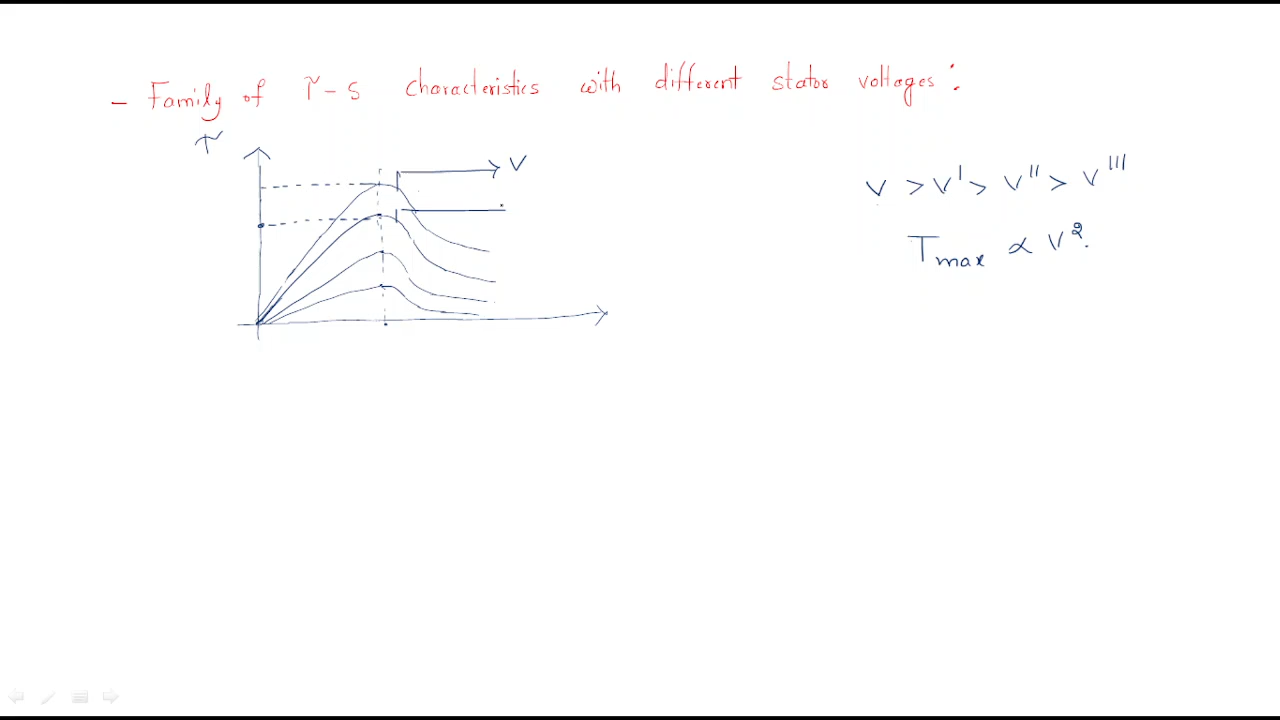 - Family of τ-s characteristics with different stator voltages:
τ
V
V > V' > V'' > V'''
Tmax ∝ V²